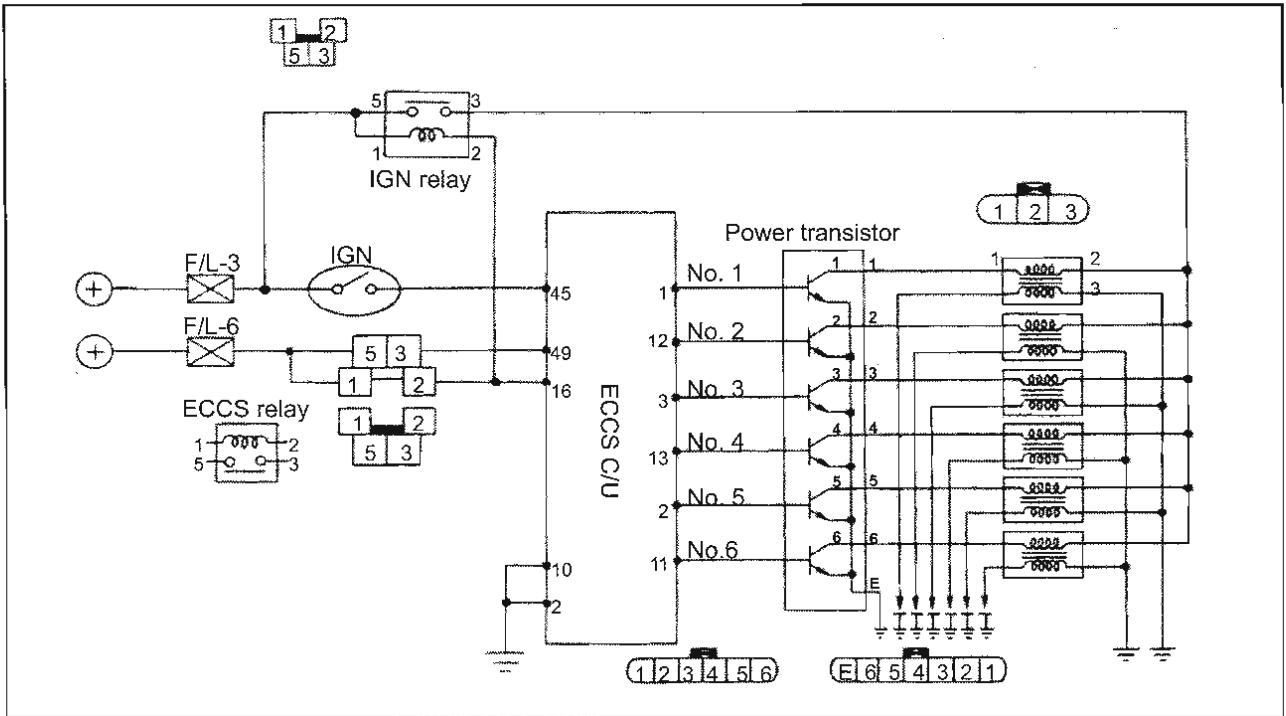 1 2
5 3
5 3
1 2
IGN relay
1 2 3
Power transistor
F/L-3
IGN
+
45
1
No. 1
1 1
1 2
3
F/L-6
+
5 3
49
12
No. 2
2 2
1 2
16
3
No. 3
3 3
ECCS relay
1 2
5 3
1 2
5 3
ECCS C/U
13
No. 4
4 4
2
No. 5
5 5
11
No.6
6 6
10
E
2
1 2 3 4 5 6
E 6 5 4 3 2 1